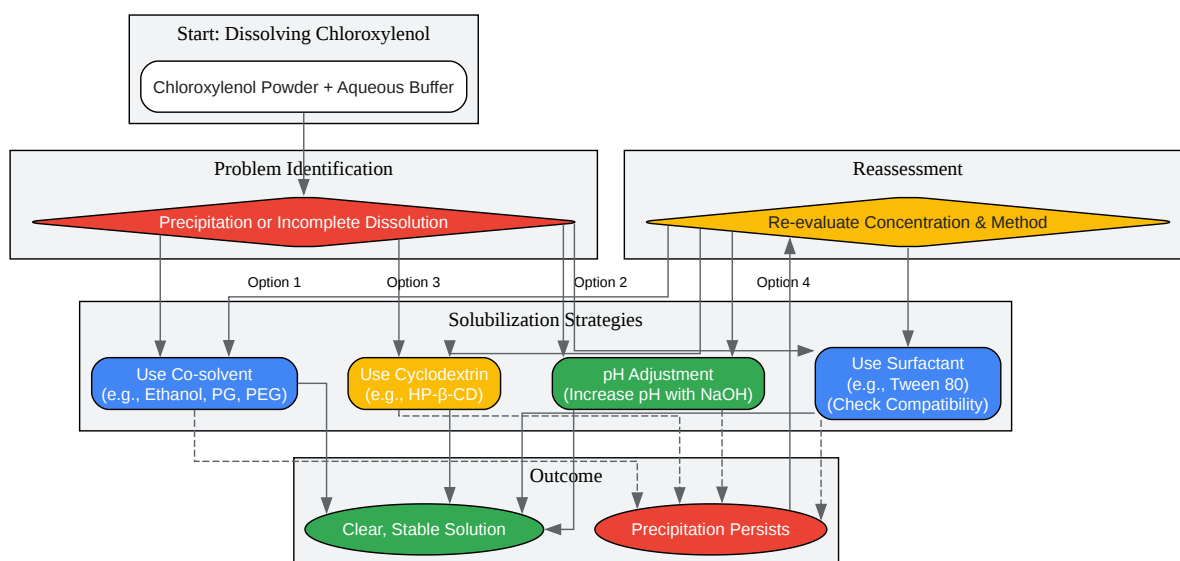 Start: Dissolving Chloroxylenol
Chloroxylenol Powder + Aqueous Buffer
Problem Identification
Reassessment
Precipitation or Incomplete Dissolution
Re-evaluate Concentration & Method
Option 1
Option 3
Option 2
Option 4
Solubilization Strategies
Use Co-solvent
(e.g., Ethanol, PG, PEG)
Use Cyclodextrin
(e.g., HP-β-CD)
pH Adjustment
(Increase pH with NaOH)
Use Surfactant
(e.g., Tween 80)
(Check Compatibility)
Outcome
Clear, Stable Solution
Precipitation Persists